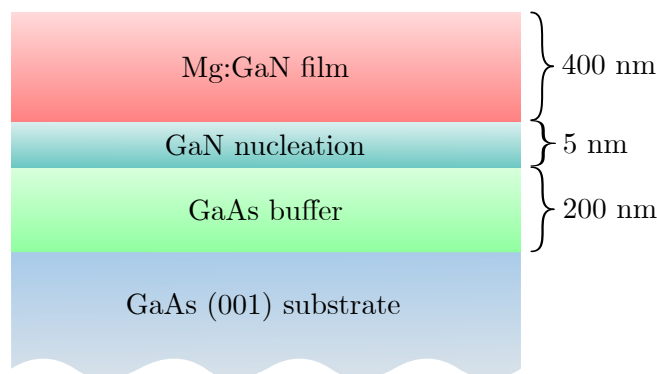 Mg:GaN film
400 nm
GaN nucleation
5 nm
GaAs buffer
200 nm
GaAs (001) substrate